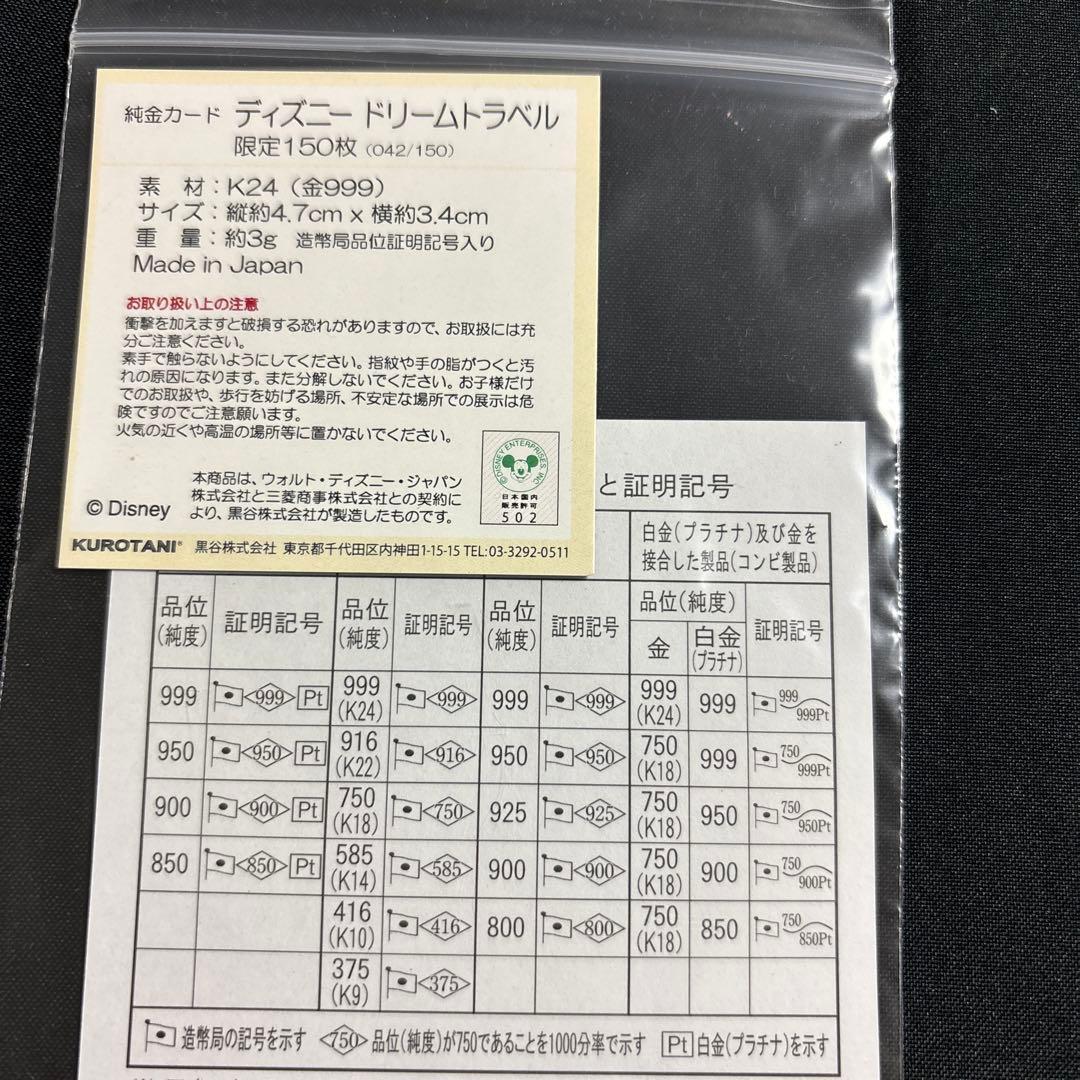 純金カード ディズニー ドリームトラベル
限定150枚（042/150）
素　材：K24（金999）
サイズ：縦約4.7cm x 横約3.4cm
重　量：約3g　造幣局品位証明記号入り
Made in Japan
お取り扱い上の注意
衝撃を加えますと破損する恐れがありますので、お取扱には充
分ご注意ください。
素手で触らないようにしてください。指紋や手の脂がつくと汚
れの原因になります。また分解しないでください。お子様だけ
でのお取扱や、歩行を妨げる場所、不安定な場所での展示は危
険ですのでご注意願います。
火気の近くや高温の場所等に置かないでください。
本商品は、ウォルト・ディズニー・ジャパン
株式会社と三菱商事株式会社との契約に
より、黒谷株式会社が製造したものです。
© Disney
©DISNEY ENTERPRISES, INC.
日本国内
販売許可
502
KUROTANI® 黒谷株式会社 東京都千代田区内神田1-15-15 TEL:03-3292-0511
と証明記号
白金(プラチナ)及び金を
接合した製品(コンビ製品)
品位(純度) 証明記号 品位(純度) 証明記号 品位(純度) 証明記号 品位(純度) 証明記号
金 白金(プラチナ)
999 999 Pt 999(K24) 999 999 999 999(K24) 999 999 999Pt
950 950 Pt 916(K22) 916 950 950 750(K18) 999 750 999Pt
900 900 Pt 750(K18) 750 925 925 750(K18) 950 750 950Pt
850 850 Pt 585(K14) 585 900 900 750(K18) 900 750 900Pt
416(K10) 416 800 800 750(K18) 850 750 850Pt
375(K9) 375
造幣局の記号を示す 750 品位(純度)が750であることを1000分率で示す Pt 白金(プラチナ)を示す